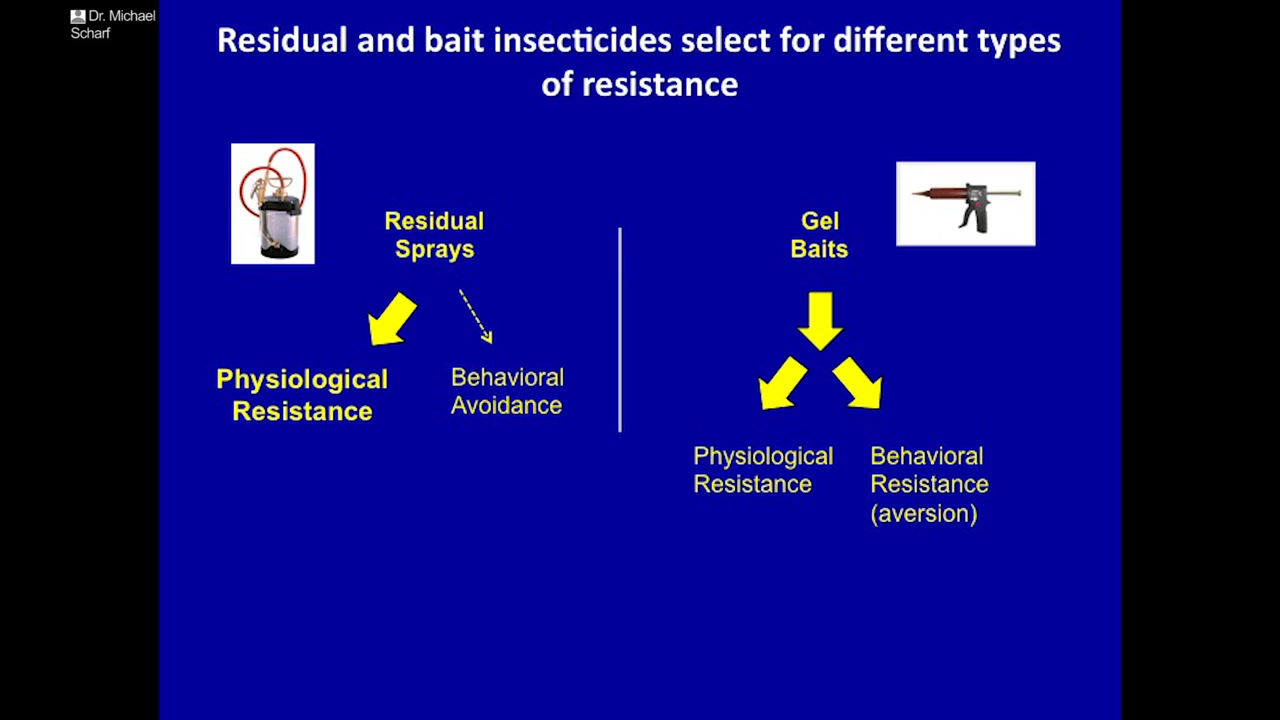 Dr. Michael
Scharf
Residual and bait insecticides select for different types
of resistance
Residual
Sprays
Physiological
Resistance
Behavioral
Avoidance
Gel
Baits
Physiological
Resistance
Behavioral
Resistance
(aversion)